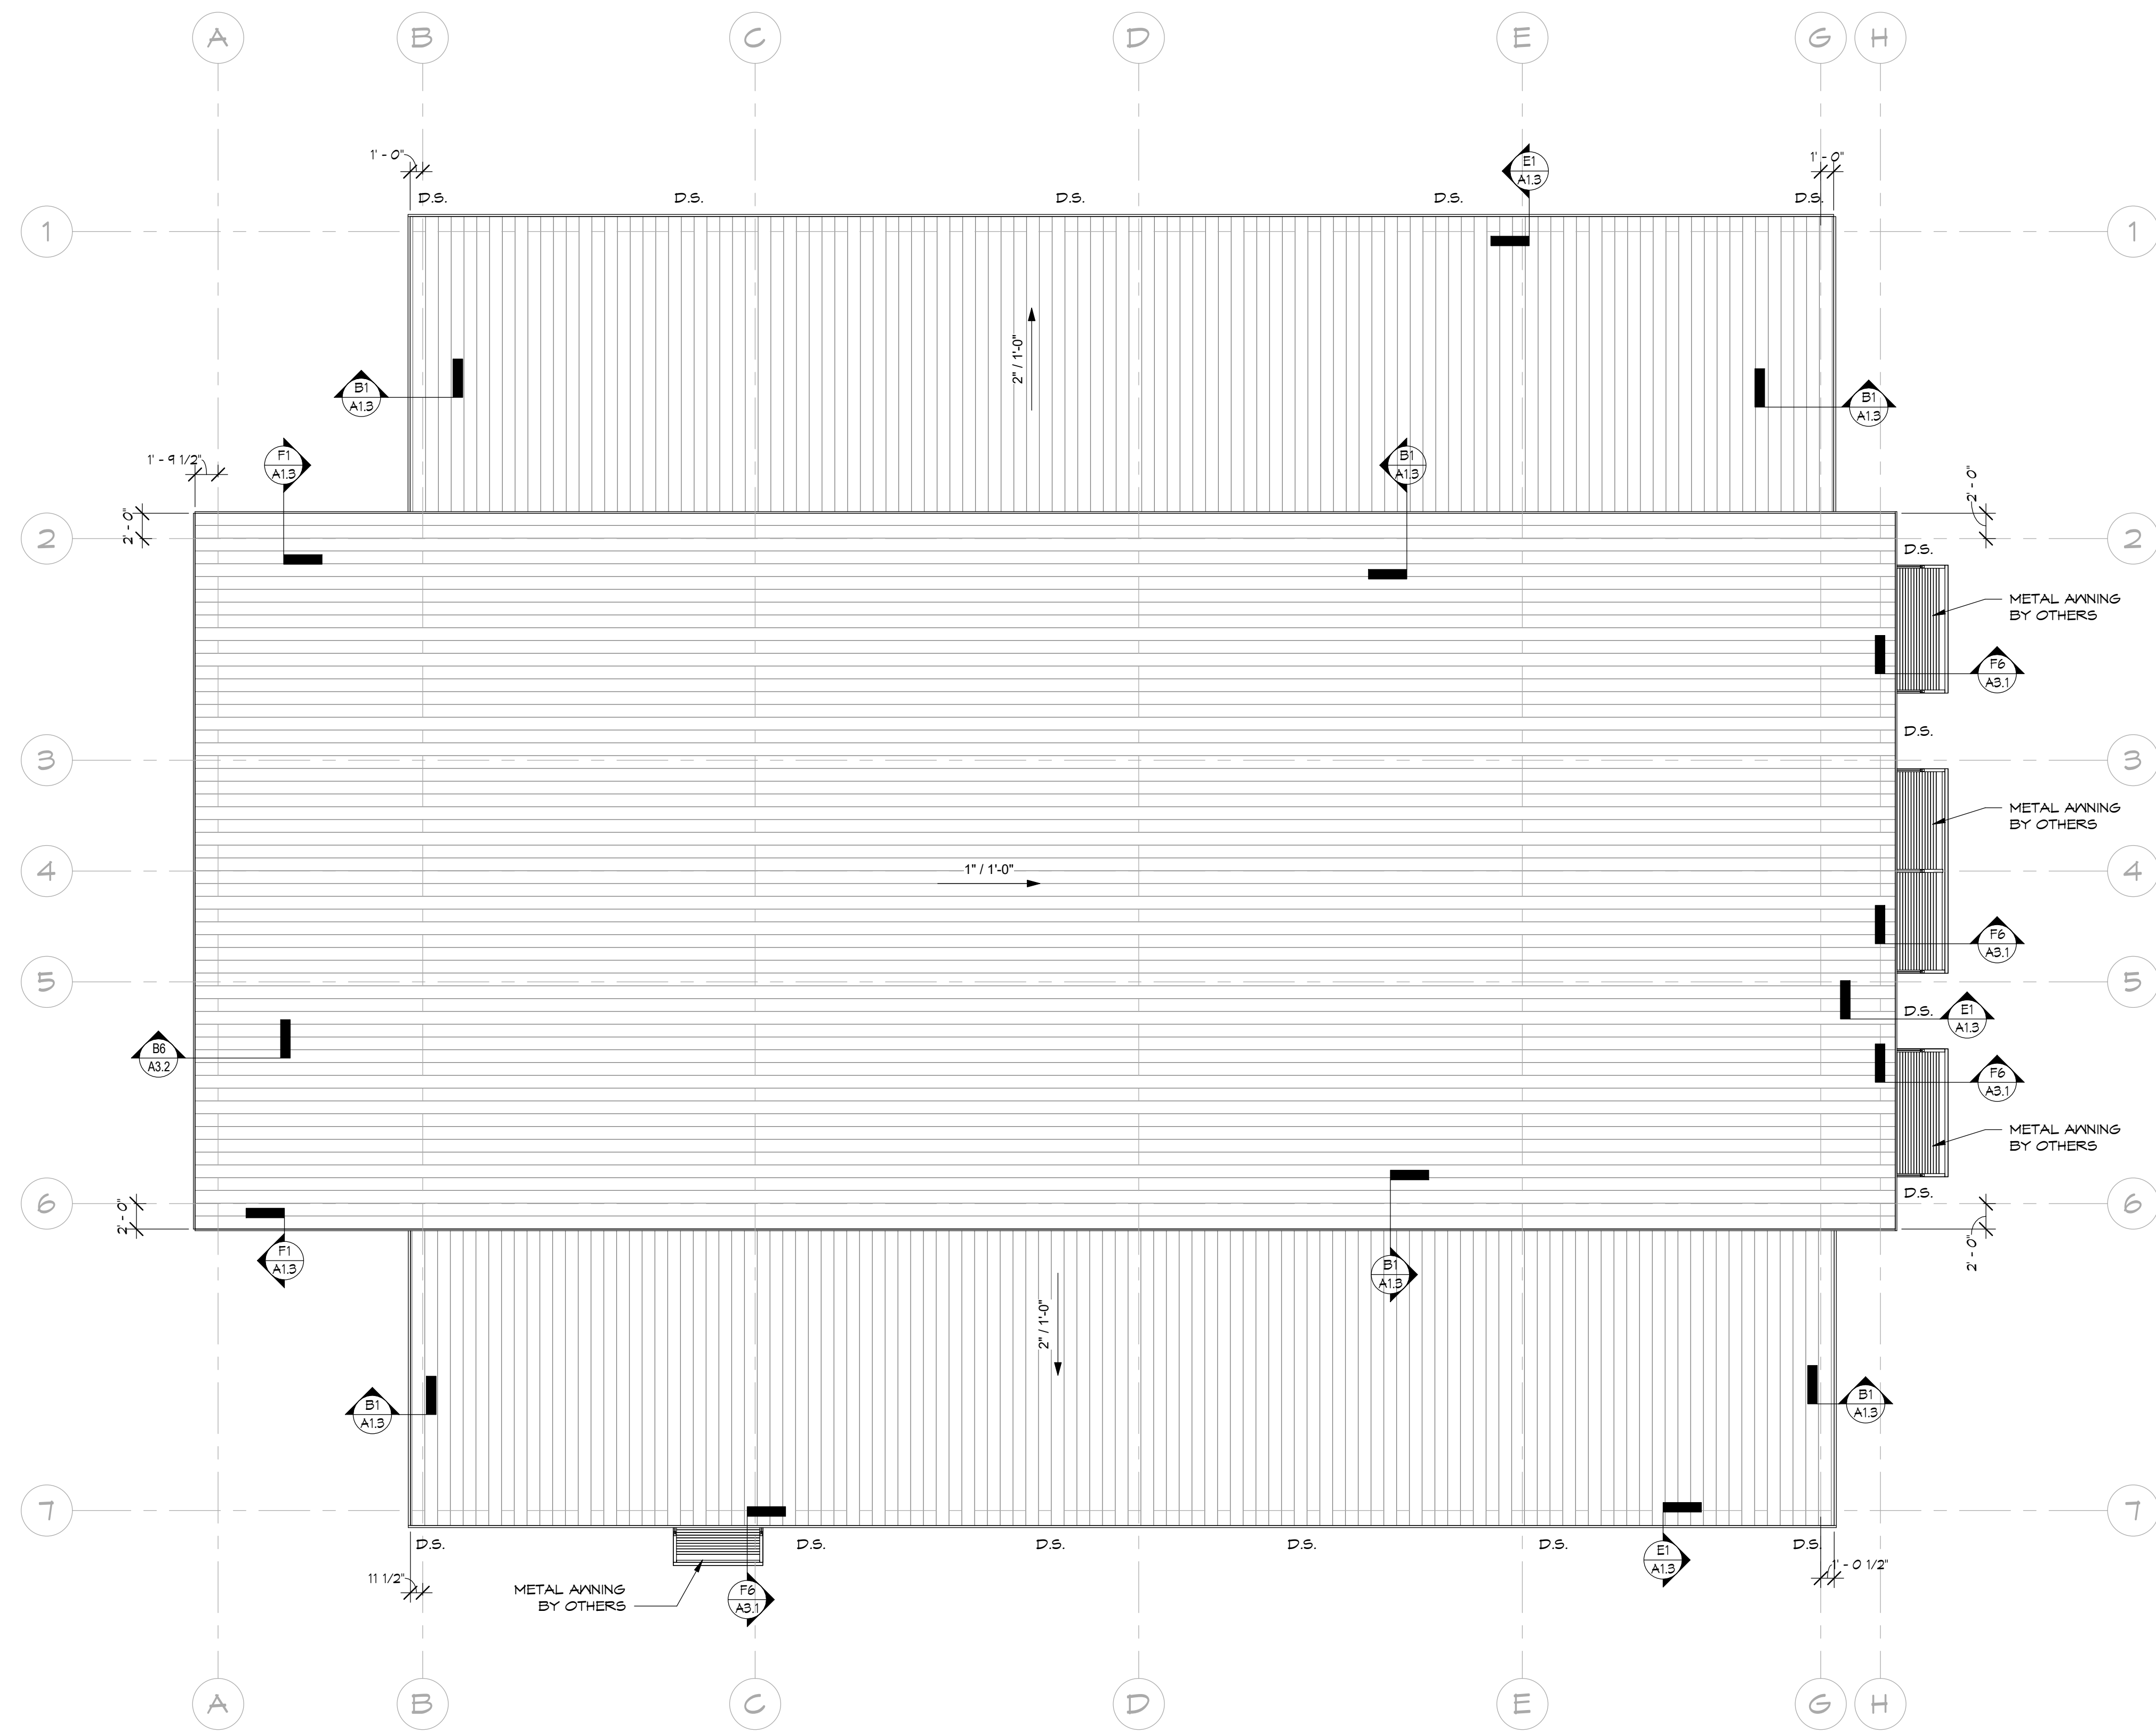 A B C D E G H
1' - 0"
E1
A1.3
1' - 0"
D.S. D.S. D.S. D.S. D.S.
1 1
2" / 1'-0"
B1
A1.3
B1
A1.3
F1
A1.3
B1
A1.3
1' - 9 1/2"
2' - 0"
2' - 0"
2 2
D.S.
METAL AWNING
BY OTHERS
F6
A3.1
D.S.
3 3
METAL AWNING
BY OTHERS
1" / 1'-0"
4 4
F6
A3.1
5 5
D.S.
E1
A1.3
B6
A3.2
F6
A3.1
METAL AWNING
BY OTHERS
D.S.
2' - 0"
6 6
2' - 0"
F1
A1.3
B1
A1.3
2" / 1'-0"
B1
A1.3
B1
A1.3
7 7
D.S. D.S. D.S. D.S. D.S. D.S.
E1
A1.3
11 1/2"
1' - 0 1/2"
METAL AWNING
BY OTHERS
F6
A3.1
A B C D E G H